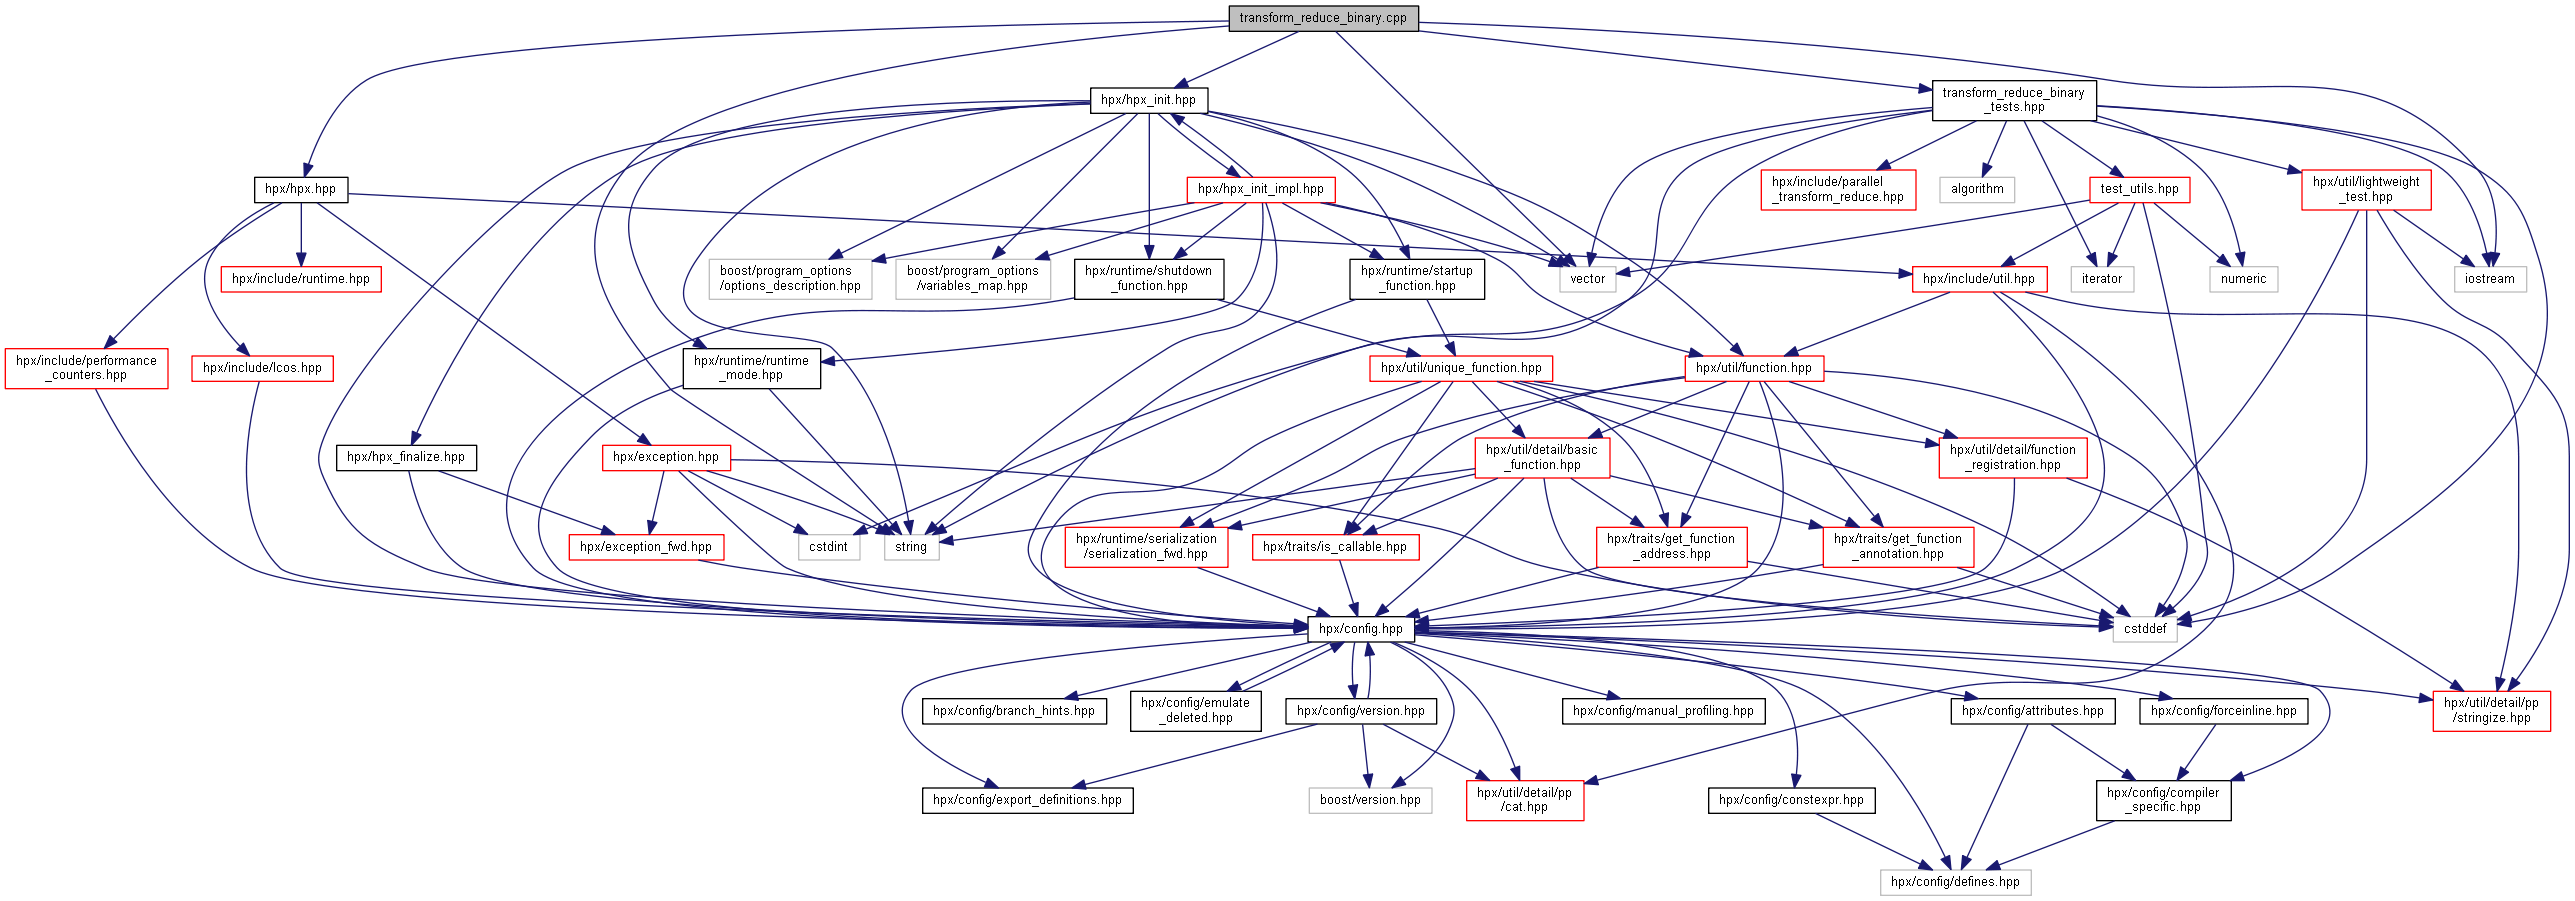 transform_reduce_binary.cpp
hpx/hpx_init.hpp
transform_reduce_binary
_tests.hpp
hpx/hpx.hpp
hpx/hpx_init_impl.hpp
hpx/include/parallel
_transform_reduce.hpp
algorithm
test_utils.hpp
hpx/util/lightweight
_test.hpp
hpx/include/runtime.hpp
boost/program_options
/options_description.hpp
boost/program_options
/variables_map.hpp
hpx/runtime/shutdown
_function.hpp
hpx/runtime/startup
_function.hpp
vector
hpx/include/util.hpp
iterator
numeric
iostream
hpx/include/performance
_counters.hpp
hpx/include/lcos.hpp
hpx/runtime/runtime
_mode.hpp
hpx/util/unique_function.hpp
hpx/util/function.hpp
hpx/hpx_finalize.hpp
hpx/exception.hpp
hpx/util/detail/basic
_function.hpp
hpx/util/detail/function
_registration.hpp
hpx/exception_fwd.hpp
cstdint
string
hpx/runtime/serialization
/serialization_fwd.hpp
hpx/traits/is_callable.hpp
hpx/traits/get_function
_address.hpp
hpx/traits/get_function
_annotation.hpp
hpx/config.hpp
cstddef
hpx/config/branch_hints.hpp
hpx/config/emulate
_deleted.hpp
hpx/config/version.hpp
hpx/config/manual_profiling.hpp
hpx/config/attributes.hpp
hpx/config/forceinline.hpp
hpx/util/detail/pp
/stringize.hpp
hpx/config/export_definitions.hpp
boost/version.hpp
hpx/util/detail/pp
/cat.hpp
hpx/config/constexpr.hpp
hpx/config/compiler
_specific.hpp
hpx/config/defines.hpp